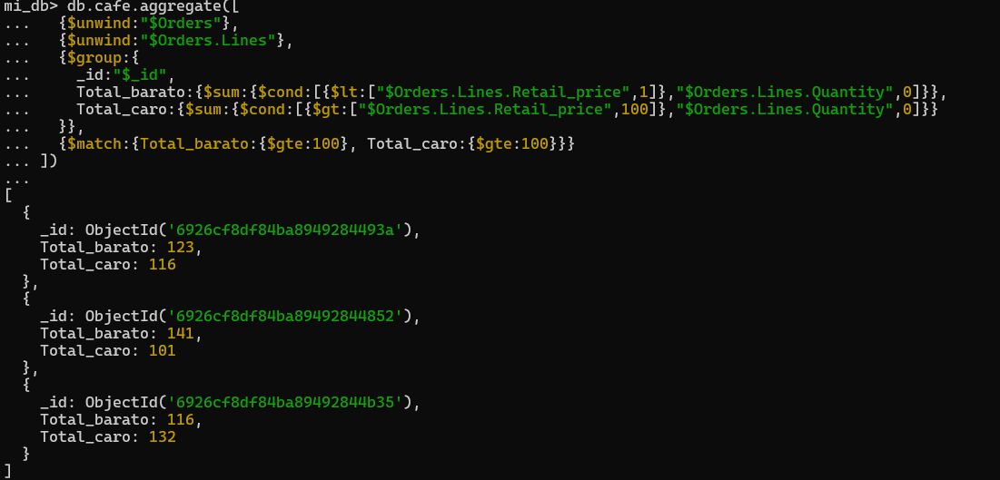 mi_db> db.cafe.aggregate([
...   {$unwind:"$Orders"},
...   {$unwind:"$Orders.Lines"},
...   {$group:{
...     _id:"$_id",
...     Total_barato:{$sum:{$cond:[{$lt:["$Orders.Lines.Retail_price",1]},"$Orders.Lines.Quantity",0]}},
...     Total_caro:{$sum:{$cond:[{$gt:["$Orders.Lines.Retail_price",100]},"$Orders.Lines.Quantity",0]}}
...   }},
...   {$match:{Total_barato:{$gte:100}, Total_caro:{$gte:100}}}
... ])
...
[
  {
    _id: ObjectId('6926cf8df84ba8949284493a'),
    Total_barato: 123,
    Total_caro: 116
  },
  {
    _id: ObjectId('6926cf8df84ba89492844852'),
    Total_barato: 141,
    Total_caro: 101
  },
  {
    _id: ObjectId('6926cf8df84ba89492844b35'),
    Total_barato: 116,
    Total_caro: 132
  }
]